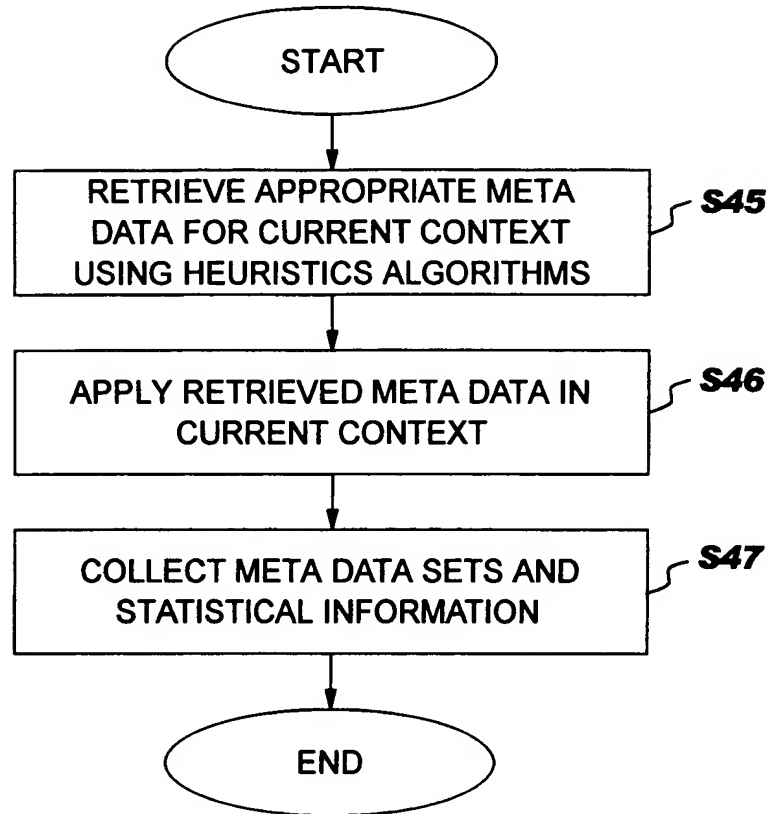 START
RETRIEVE APPROPRIATE META
DATA FOR CURRENT CONTEXT
USING HEURISTICS ALGORITHMS
S45
APPLY RETRIEVED META DATA IN
CURRENT CONTEXT
S46
COLLECT META DATA SETS AND
STATISTICAL INFORMATION
S47
END